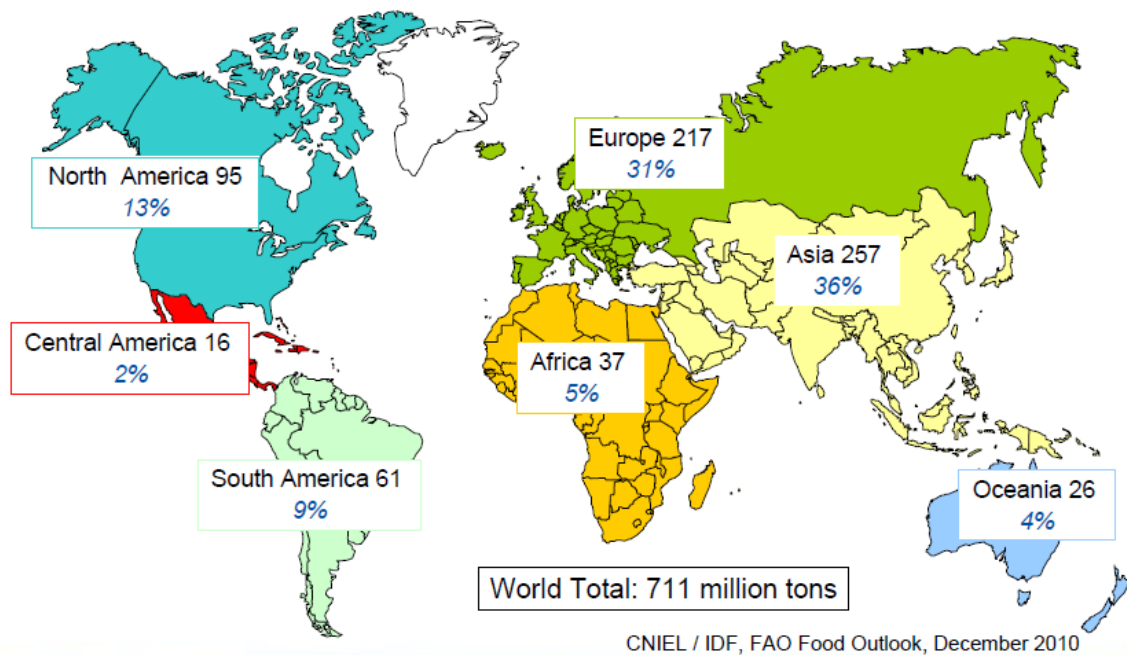 Europe 217
31%
North America 95
13%
Asia 257
36%
Central America 16
2%
Africa 37
5%
South America 61
9%
Oceania 26
4%
World Total: 711 million tons
CNIEL / IDF, FAO Food Outlook, December 2010